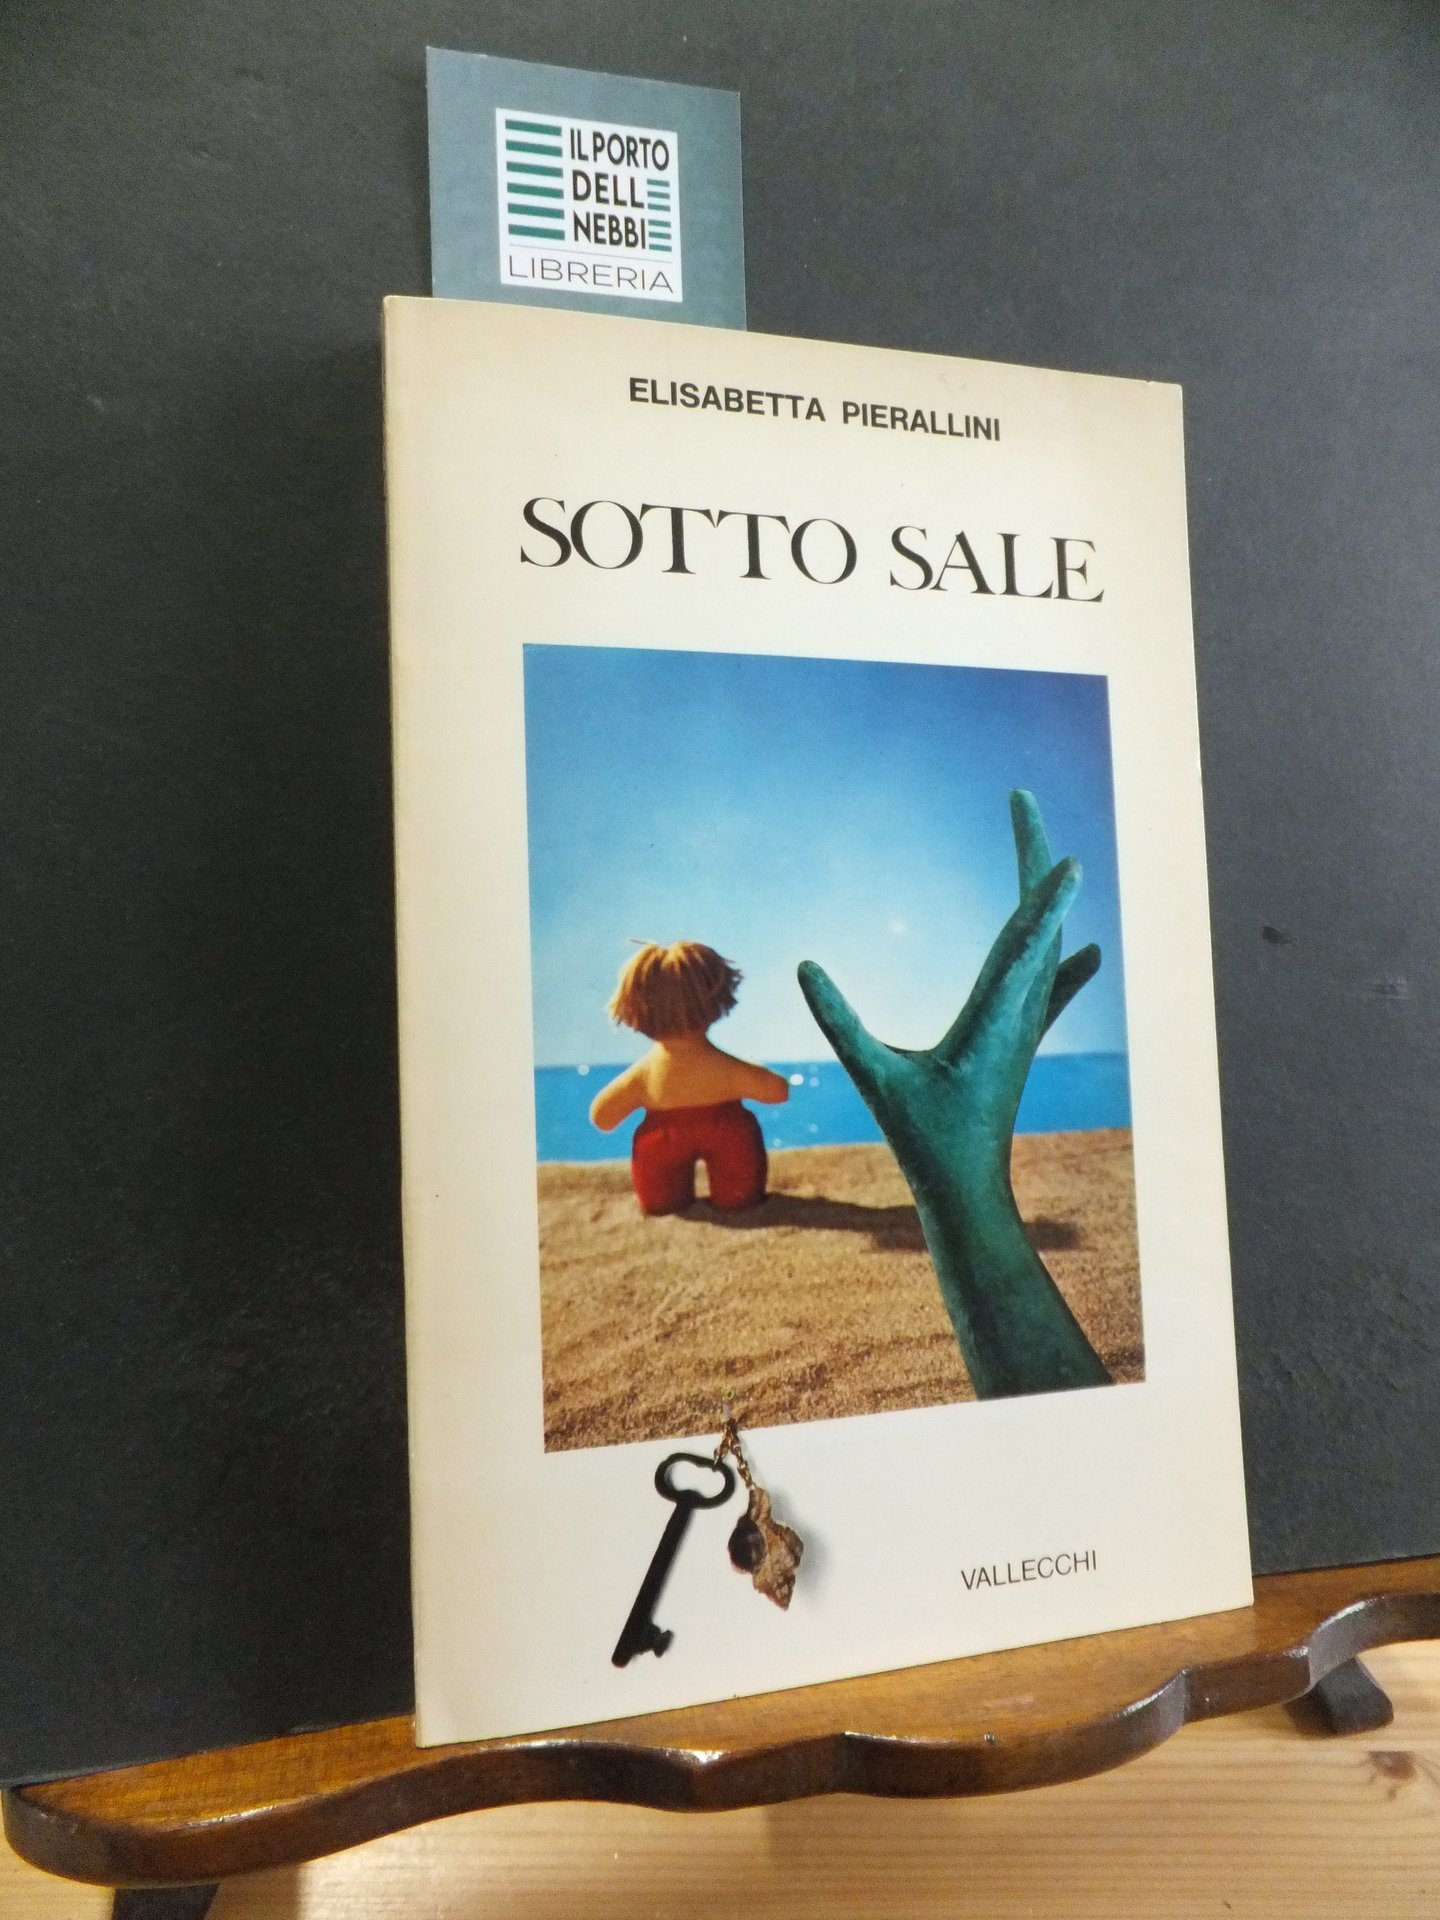 IL PORTO
DELL
NEBBI
LIBRERIA
ELISABETTA PIERALLINI
SOTTO SALE
VALLECCHI